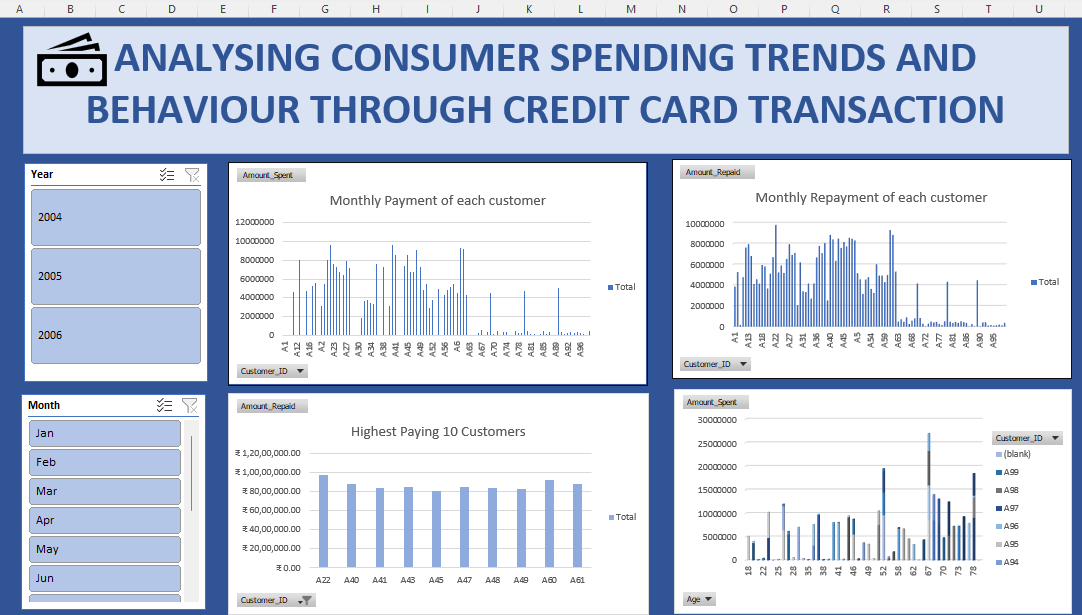 A B C D E F G H I J K L M N O P Q R S T U
ANALYSING CONSUMER SPENDING TRENDS AND
BEHAVIOUR THROUGH CREDIT CARD TRANSACTION
Year
2004
2005
2006
Month
Jan
Feb
Mar
Apr
May
Jun
Amount_Spent
Monthly Payment of each customer
12000000
10000000
8000000
6000000
4000000
2000000
0
A1 A12 A16 A2 A23 A27 A30 A34 A38 A41 A45 A49 A52 A56 A6 A63 A67 A70 A74 A78 A81 A85 A89 A92 A96
Total
Customer_ID
Amount_Repaid
Monthly Repayment of each customer
10000000
8000000
6000000
4000000
2000000
0
A1 A13 A18 A22 A27 A31 A36 A40 A45 A5 A54 A59 A63 A68 A72 A77 A81 A86 A90 A95
Total
Customer_ID
Amount_Repaid
Highest Paying 10 Customers
₹ 1,20,00,000.00
₹ 1,00,00,000.00
₹ 80,00,000.00
₹ 60,00,000.00
₹ 40,00,000.00
₹ 20,00,000.00
₹ 0.00
A22 A40 A41 A43 A45 A47 A48 A49 A60 A61
Total
Customer_ID
Amount_Spent
30000000
25000000
20000000
15000000
10000000
5000000
0
18 22 25 28 35 38 41 46 49 52 58 62 67 70 73 78
Customer_ID
(blank)
A99
A98
A97
A96
A95
A94
Age